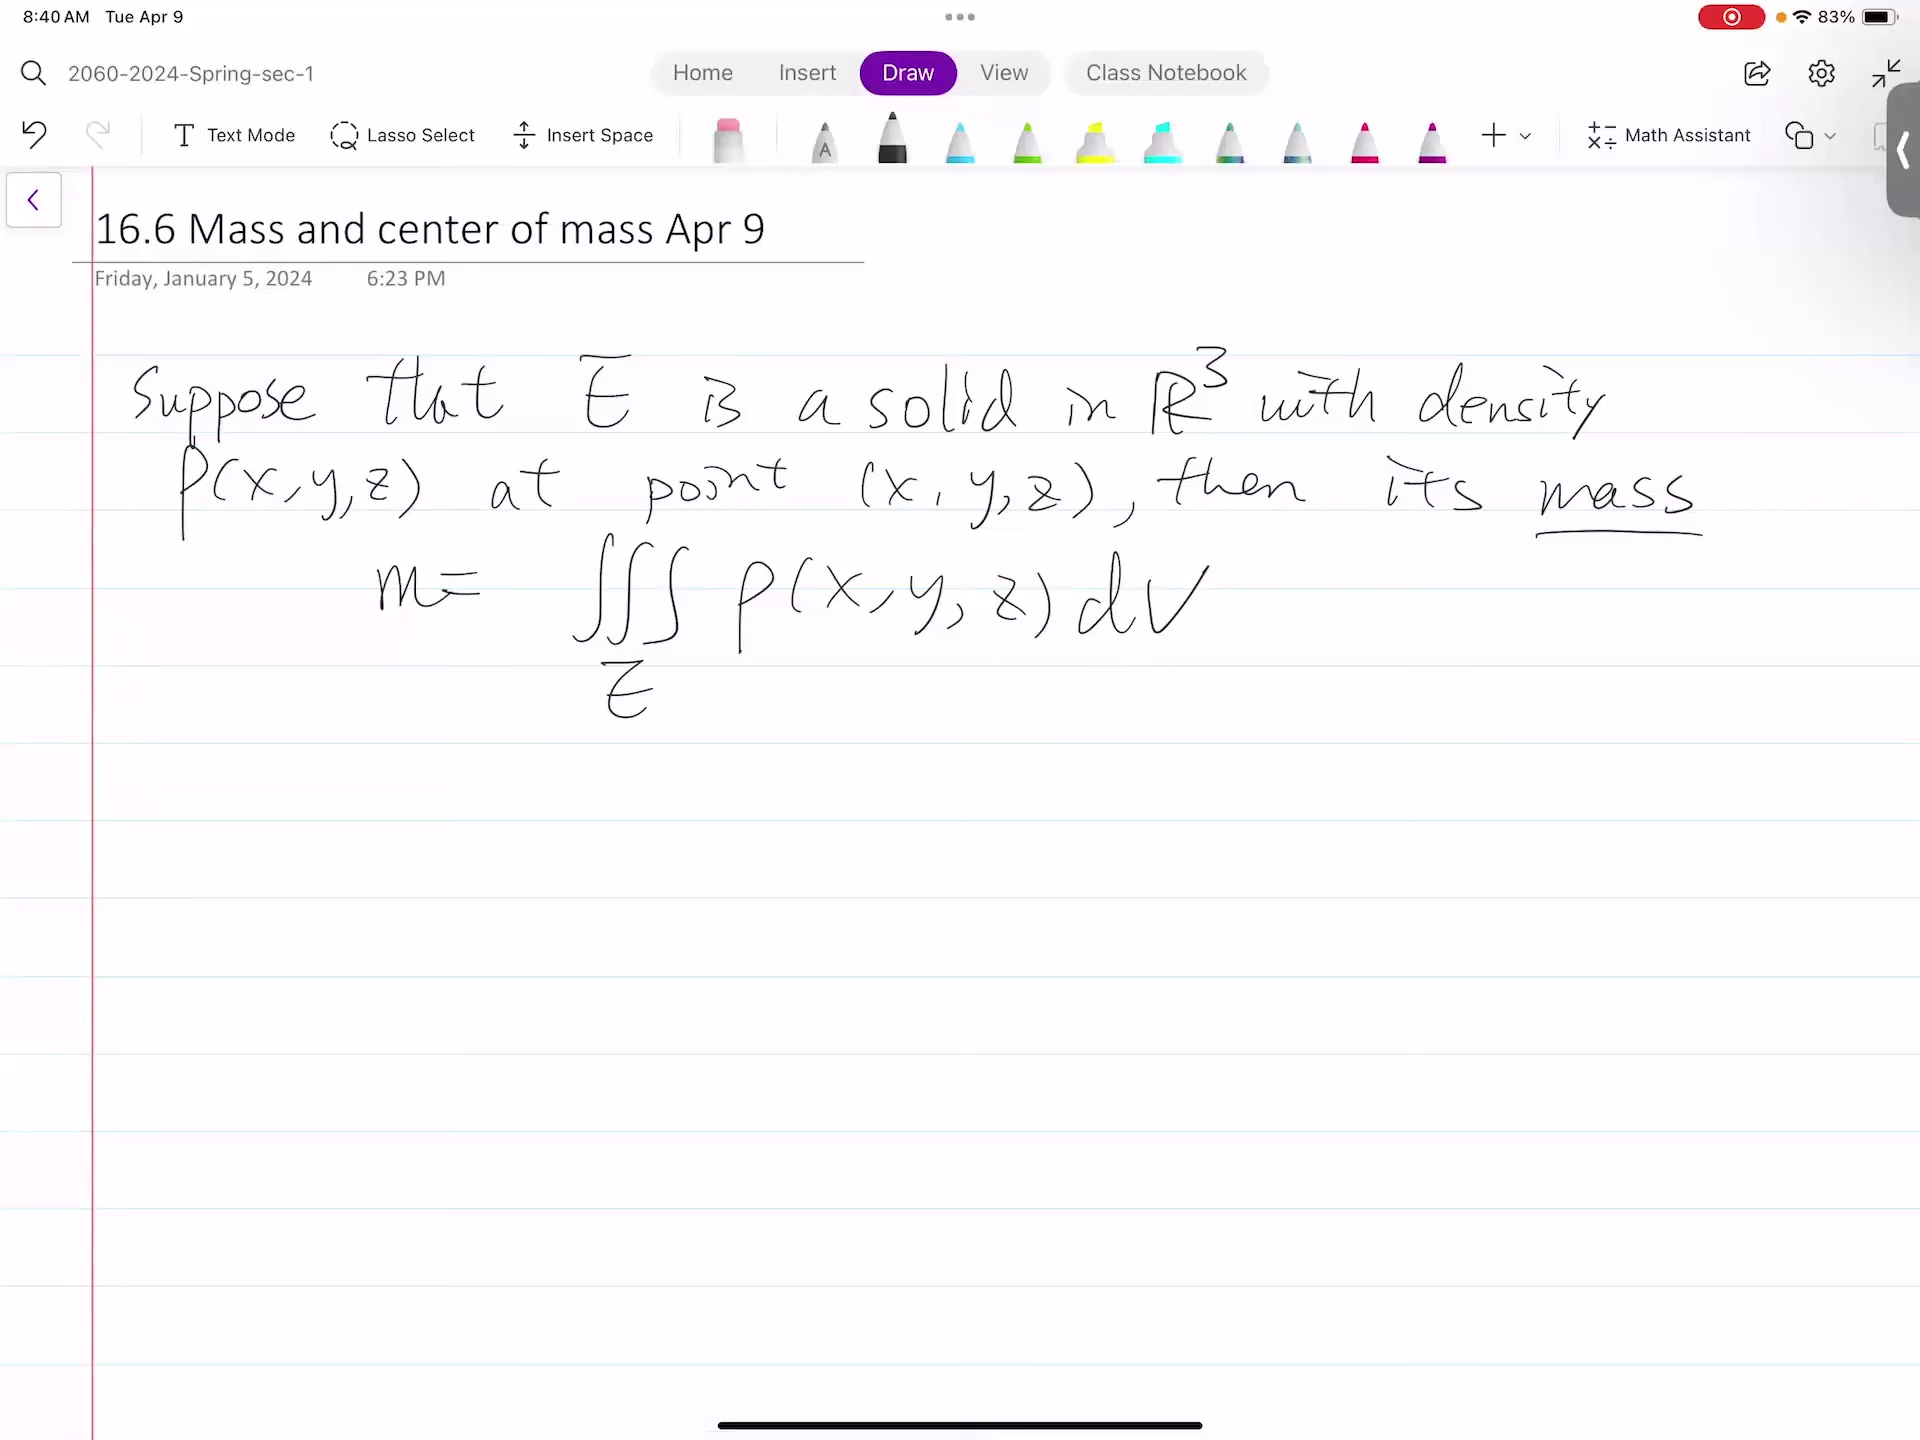 8:40 AM Tue Apr 9
83%
2060-2024-Spring-sec-1
Home Insert Draw View Class Notebook
Text Mode Lasso Select Insert Space A Math Assistant
16.6 Mass and center of mass Apr 9
Friday, January 5, 2024 6:23 PM
Suppose that E is a solid in ℝ³ with density
ρ(x,y,z) at point (x,y,z), then its mass
m= ∭ ρ(x,y,z) dV
E